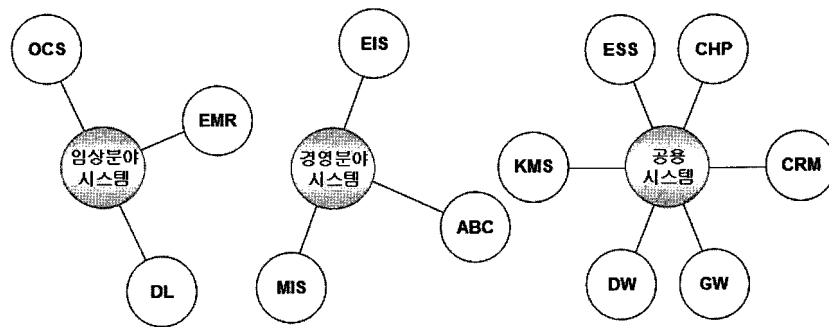 OCS
EMR
임상분야
시스템
DL
EIS
경영분야
시스템
ABC
MIS
ESS
CHP
KMS
공용
시스템
CRM
DW
GW